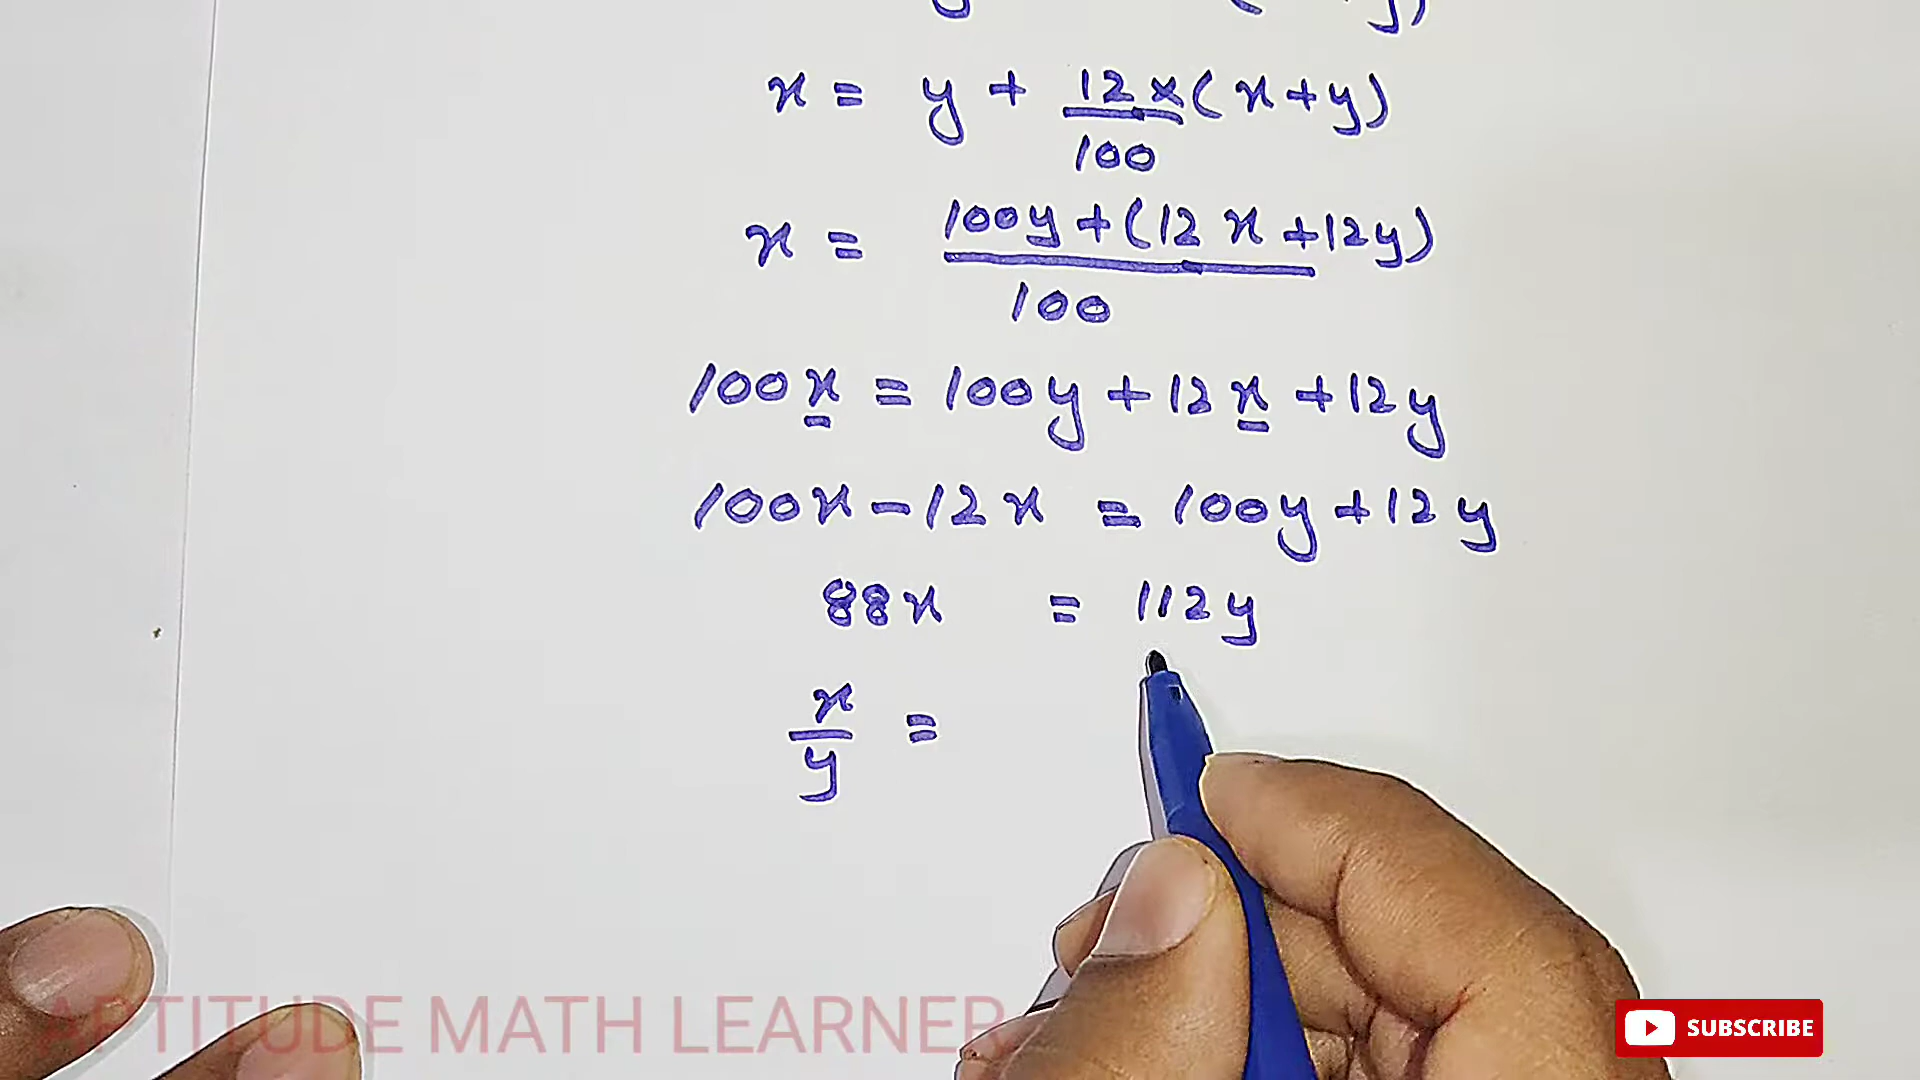 x = y + 12 × (x+y)
100
x = 100y + (12x + 12y)
100
100x = 100y + 12x + 12y
100x - 12x = 100y + 12y
88x = 112y
x =
y
APTITUDE MATH LEARNER
SUBSCRIBE